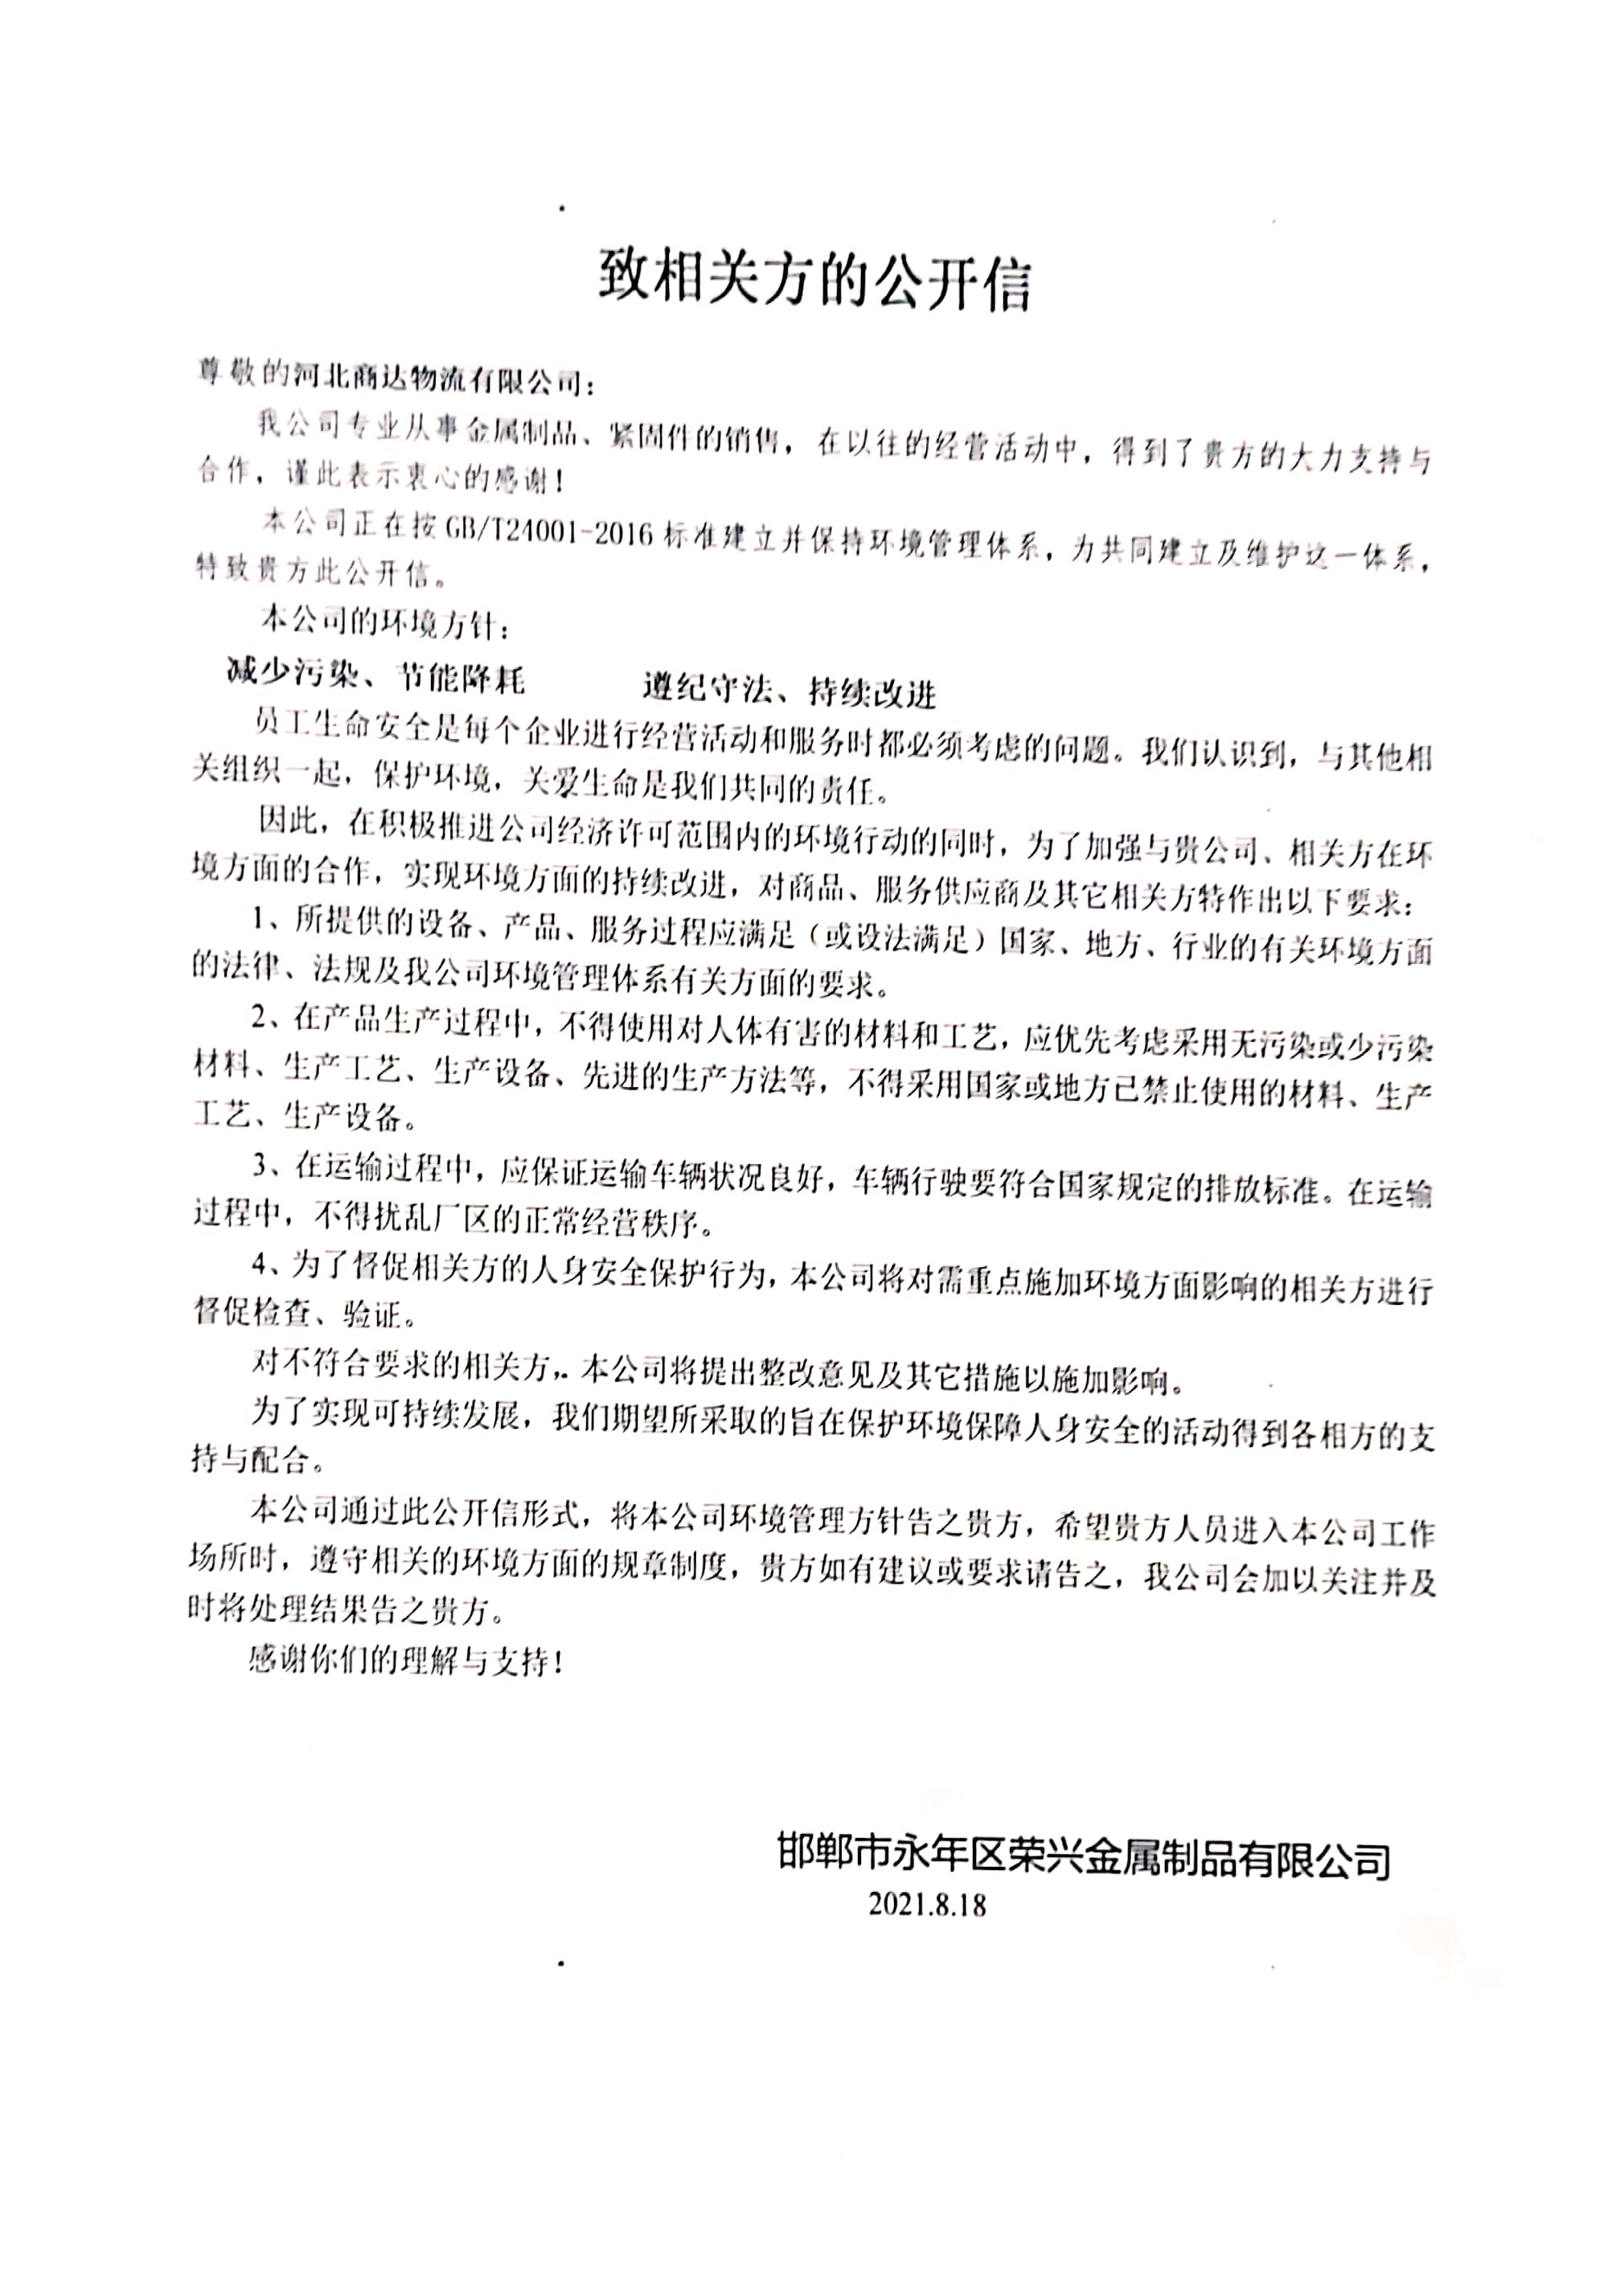 致相关方的公开信
尊敬的河北商达物流有限公司：
我公司专业从事金属制品、紧固件的销售，在以往的经营活动中，得到了贵方的大力支持与
合作，谨此表示衷心的感谢！
本公司正在按GB/T24001-2016标准建立并保持环境管理体系，为共同建立及维护这一体系，
特致贵方此公开信。
本公司的环境方针：
减少污染、节能降耗 遵纪守法、持续改进
员工生命安全是每个企业进行经营活动和服务时都必须考虑的问题。我们认识到，与其他相
关组织一起，保护环境，关爱生命是我们共同的责任。
因此，在积极推进公司经济许可范围内的环境行动的同时，为了加强与贵公司、相关方在环
境方面的合作，实现环境方面的持续改进，对商品、服务供应商及其它相关方特作出以下要求：
1、所提供的设备、产品、服务过程应满足（或设法满足）国家、地方、行业的有关环境方面
的法律、法规及我公司环境管理体系有关方面的要求。
2、在产品生产过程中，不得使用对人体有害的材料和工艺，应优先考虑采用无污染或少污染
材料、生产工艺、生产设备、先进的生产方法等，不得采用国家或地方已禁止使用的材料、生产
工艺、生产设备。
3、在运输过程中，应保证运输车辆状况良好，车辆行驶要符合国家规定的排放标准。在运输
过程中，不得扰乱厂区的正常经营秩序。
4、为了督促相关方的人身安全保护行为，本公司将对需重点施加环境方面影响的相关方进行
督促检查、验证。
对不符合要求的相关方，．本公司将提出整改意见及其它措施以施加影响。
为了实现可持续发展，我们期望所采取的旨在保护环境保障人身安全的活动得到各相方的支
持与配合。
本公司通过此公开信形式，将本公司环境管理方针告之贵方，希望贵方人员进入本公司工作
场所时，遵守相关的环境方面的规章制度，贵方如有建议或要求请告之，我公司会加以关注并及
时将处理结果告之贵方。
感谢你们的理解与支持！
邯郸市永年区荣兴金属制品有限公司
2021.8.18